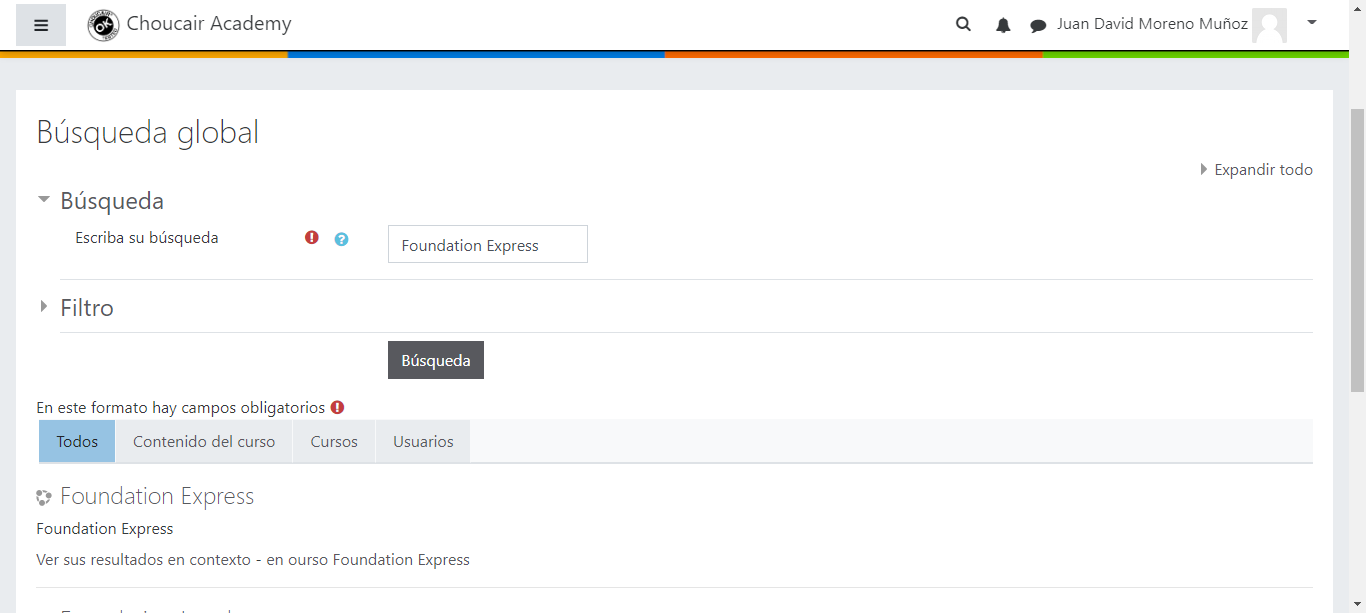 Choucair Academy
Juan David Moreno Muñoz
Búsqueda global
Expandir todo
Búsqueda
Escriba su búsqueda
Foundation Express
Filtro
Búsqueda
En este formato hay campos obligatorios
Todos Contenido del curso Cursos Usuarios
Foundation Express
Foundation Express
Ver sus resultados en contexto - en ourso Foundation Express